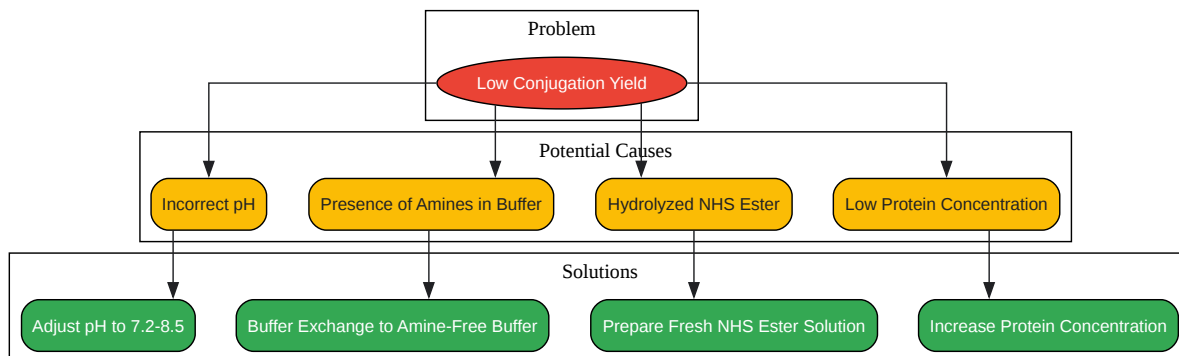 Problem
Low Conjugation Yield
Potential Causes
Incorrect pH
Presence of Amines in Buffer
Hydrolyzed NHS Ester
Low Protein Concentration
Solutions
Adjust pH to 7.2-8.5
Buffer Exchange to Amine-Free Buffer
Prepare Fresh NHS Ester Solution
Increase Protein Concentration